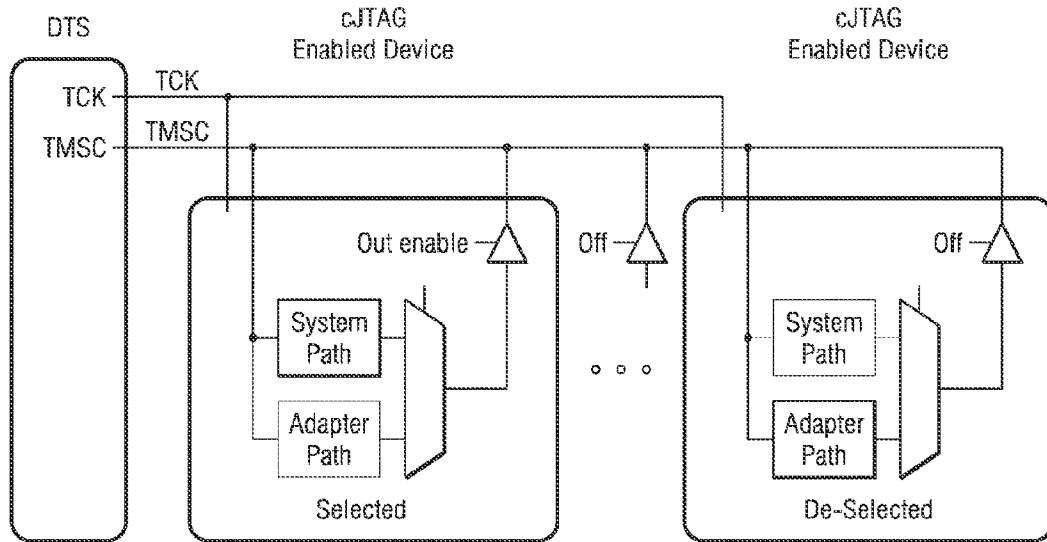 DTS
cJTAG
Enabled Device
cJTAG
Enabled Device
TCK
TCK
TMSC
TMSC
Out enable
Off
Off
System
Path
System
Path
Adapter
Path
Adapter
Path
Selected
De-Selected